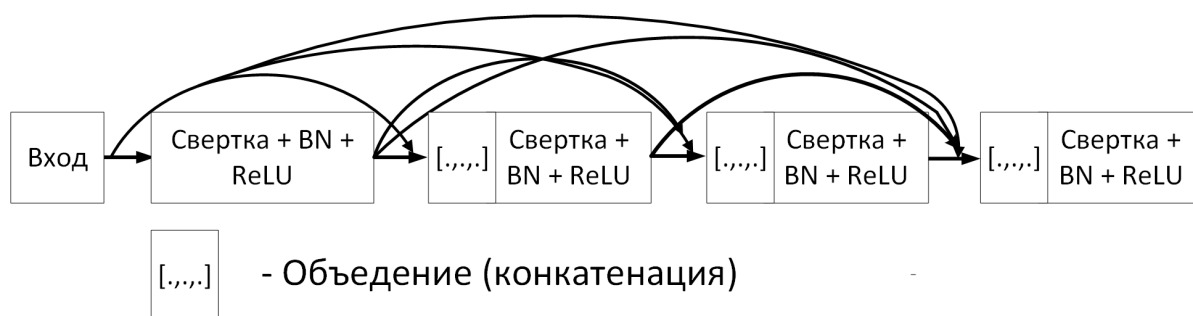 Вход
Свертка + BN +
ReLU
[.,.,.]
Свертка +
BN + ReLU
[.,.,.]
Свертка +
BN + ReLU
[.,.,.]
Свертка +
BN + ReLU
[.,.,.]
- Объедение (конкатенация)
-